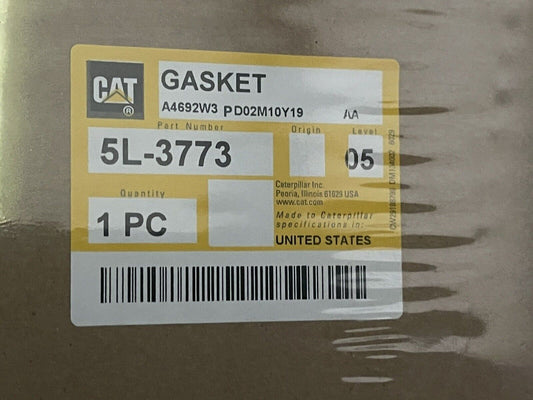 CAT
®
GASKET
A4692W3 PD02M10Y19 AA
Part Number Origin Level
5L-3773 05
Quantity
1 PC
Caterpillar Inc.
Peoria, Illinois 61629 USA
www.cat.com
Made to Caterpillar
specifications in:
UNITED STATES